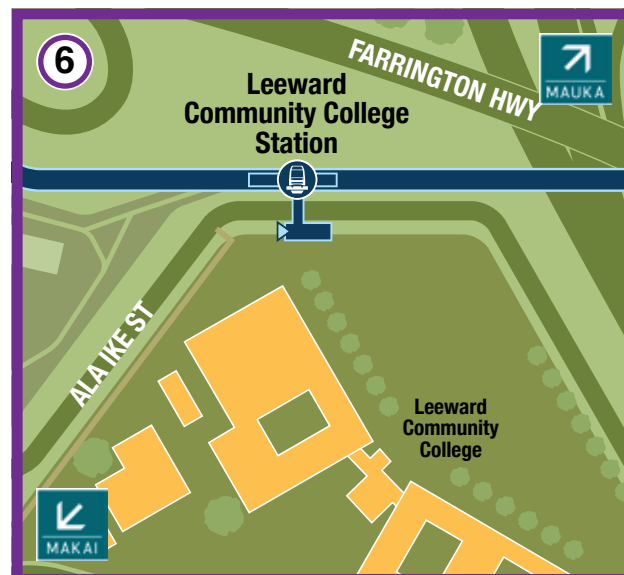 6
FARRINGTON HWY
MAUKA
Leeward
Community College
Station
ALA IKE ST
Leeward
Community
College
MAKAI